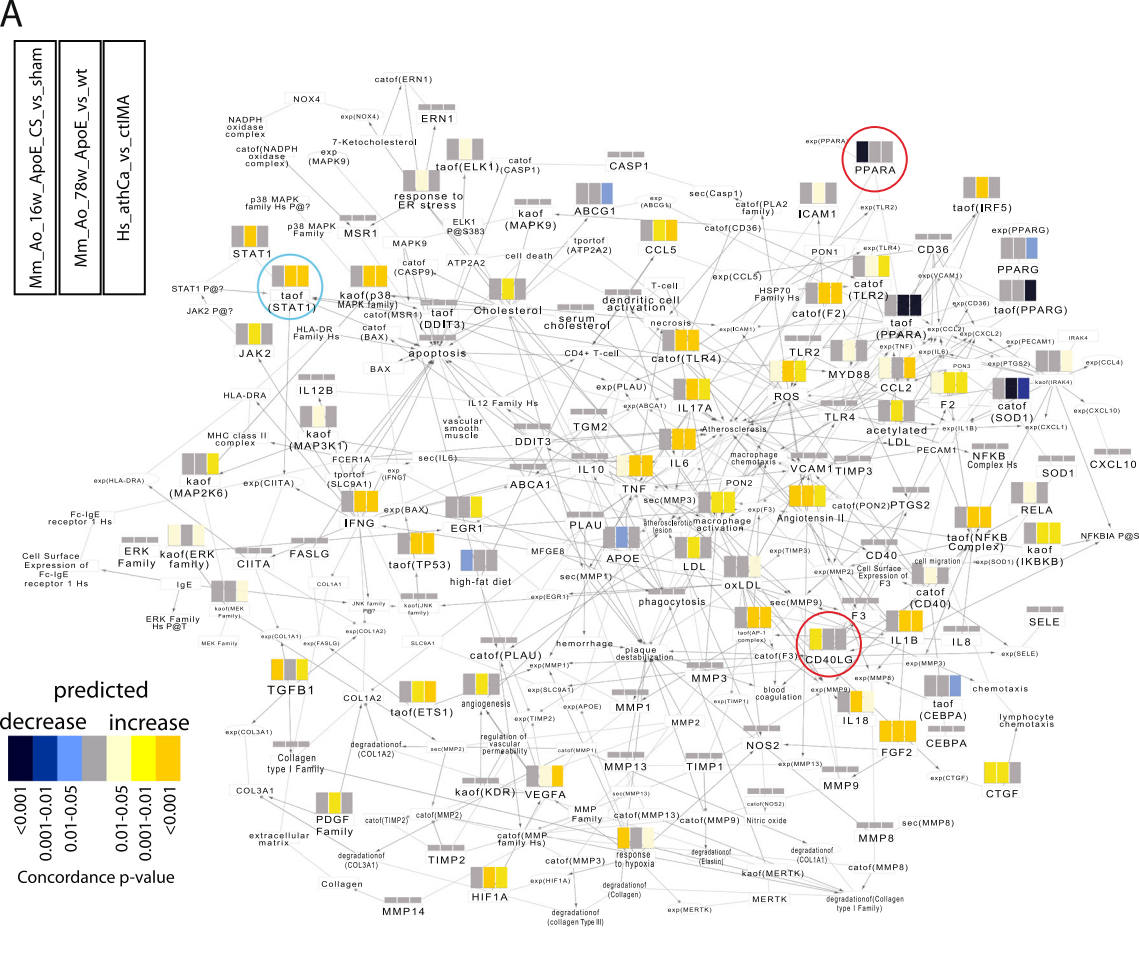 A
Mm_Ao_16w_ApoE_CS_vs_sham
Mm_Ao_78w_ApoE_vs_wt
Hs_athCa_vs_ctIMA
catof(ERN1)
NOX4
exp(NOX4)
ERN1
NADPH
oxidase
complex
catof(NADPH
oxidase
complex)
7-Ketocholesterol
exp
(MAPK9)
taof(ELK1)
catof
(CASP1)
CASP1
exp(PPARA)
PPARA
response to
ER stress
p38 MAPK
family Hs P@?
p38 MAPK
Family
MSR1
ELK1
P@S383
kaof
(MAPK9)
ABCG1
exp
(ABCG1)
sec(Casp1)
catof(PLA2
family)
catof(CD36)
ICAM1
exp(TLR2)
taof(IRF5)
STAT1
MAPK9
catof
(CASP9)
ATP2A2
cell death
tportof
(ATP2A2)
CCL5
PON1
exp(TLR4)
CD36
exp(PPARG)
PPARG
STAT1 P@?
taof
(STAT1)
kaof(p38
MAPK family)
catof(MSR1)
JAK2 P@?
taof
(DDIT3)
Cholesterol
serum
cholesterol
T-cell
dendritic cell
activation
exp(CCL5)
HSP70
Family Hs
catof(F2)
catof
(TLR2)
exp(VCAM1)
exp(CD36)
taof(PPARG)
JAK2
HLA-DR
Family Hs
catof
(BAX)
apoptosis
BAX
CD4+ T-cell
necrosis
catof(TLR4)
exp(ICAM1)
TLR2
taof
(PPARA)
exp(CCL2)
exp(CXCL2)
exp(TNF)
exp(IL6)
exp(PECAM1)
IRAK4
exp(PTGS2)
exp(CCL4)
kaof(IRAK4)
MYD88
CCL2
PON3
F2
catof
(SOD1)
IL12B
HLA-DRA
exp(PLAU)
exp(ABCA1)
IL17A
ROS
IL12 Family Hs
TGM2
TLR4
acetylated
-LDL
exp(IL1B)
exp(CXCL1)
exp(CXCL10)
kaof
(MAP3K1)
MHC class II
complex
vascular
smooth
muscle
DDIT3
Atherosclerosis
PECAM1
NFKB
Complex Hs
CXCL10
FCER1A
sec(IL6)
IL10
IL6
macrophage
chemotaxis
VCAM1
TIMP3
SOD1
kaof
(MAP2K6)
exp(HLA-DRA)
exp(CIITA)
tportof
(SLC9A1)
exp
(IFNG)
ABCA1
TNF
PON2
sec(MMP3)
IFNG
exp(BAX)
EGR1
PLAU
atherosclerotic
lesion
macrophage
activation
exp(F3)
Angiotensin II
catof(PON2)
PTGS2
RELA
Fc-IgE
receptor 1 Hs
ERK
Family
kaof(ERK
family)
CIITA
FASLG
taof(TP53)
MFGE8
APOE
LDL
exp(TIMP3)
CD40
taof(NFKB
Complex)
kaof
(IKBKB)
NFKBIA P@S
Cell Surface
Expression of
Fc-IgE
receptor 1 Hs
IgE
high-fat diet
sec(MMP1)
oxLDL
exp(MMP2)
Cell Surface
Expression of
F3
cell migration
exp(SOD1)
catof
(CD40)
COL1A1
kaof(MEK
Family)
ERK Family
Hs P@T
JNK family
P@?
kaof(JNK
family)
exp(EGR1)
phagocytosis
sec(MMP9)
F3
SELE
MEK Family
exp(COL1A1)
exp(FASLG)
exp(COL1A2)
SLC9A1
hemorrhage
plaque
destabilization
taof(AP-1
complex)
catof(F3)
CD40LG
IL1B
IL8
exp(SELE)
TGFB1
catof(PLAU)
exp(MMP1)
MMP3
exp(MMP3)
exp(MMP8)
COL1A2
taof(ETS1)
angiogenesis
exp(SLC9A1)
MMP1
exp(TIMP1)
blood
coagulation
exp(MMP9)
IL18
taof
(CEBPA)
chemotaxis
predicted
decrease
increase
<0.001
0.001-0.01
0.01-0.05
0.01-0.05
0.001-0.01
<0.001
Concordance p-value
exp(COL3A1)
Collagen
type I Family
degradationof
(COL1A2)
sec(MMP2)
regulation of
vascular
permeability
exp(TIMP2)
exp(APOE)
catof(MMP1)
MMP2
NOS2
FGF2
CEBPA
lymphocyte
chemotaxis
COL3A1
kaof(KDR)
VEGFA
MMP13
TIMP1
exp(MMP13)
MMP9
exp(CTGF)
CTGF
PDGF
Family
catof(TIMP2)
catof(MMP2)
MMP
Family
sec(MMP13)
catof(MMP13)
catof(MMP9)
catof(NOS2)
Nitric oxide
sec(MMP8)
MMP8
extracellular
matrix
degradationof
(COL3A1)
TIMP2
catof(MMP
family Hs)
catof(MMP3)
response
to hypoxia
degradationof
(Elastin)
degradationof
(COL1A1)
catof(MMP8)
Collagen
HIF1A
exp(HIF1A)
degradationof
(Collagen)
kaof(MERTK)
MMP14
degradationof
(collagen Type III)
exp(MERTK)
MERTK
degradationof(Collagen
type I Family)